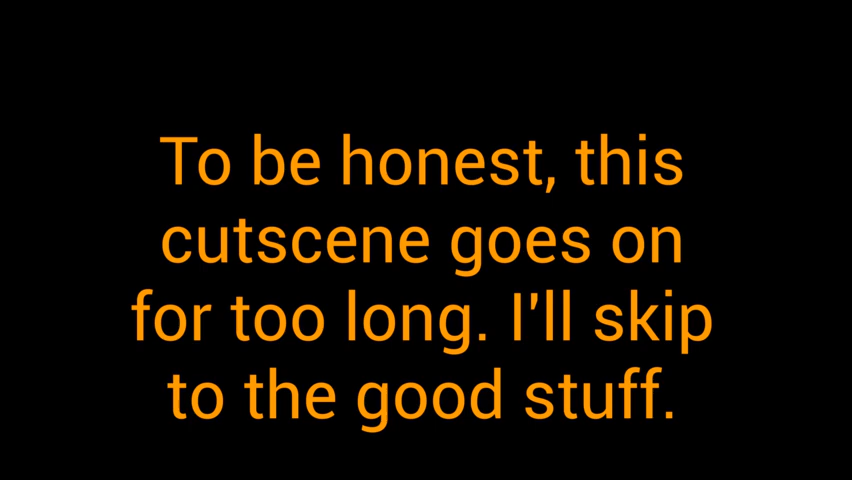 To be honest, this
cutscene goes on
for too long. I'll skip
to the good stuff.